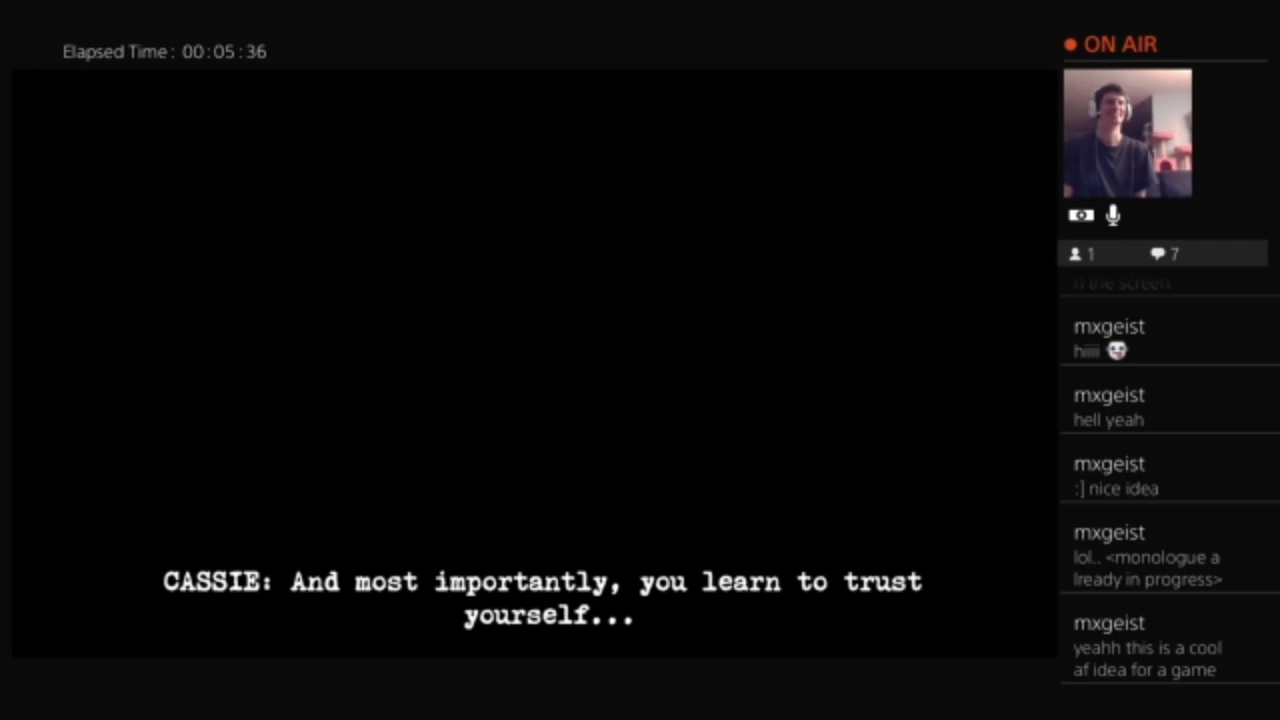 Elapsed Time: 00:05:36
ON AIR
1 7
n the screen
mxgeist
hiiii
mxgeist
hell yeah
mxgeist
:] nice idea
mxgeist
lol.. <monologue a
lready in progress>
mxgeist
yeahh this is a cool
af idea for a game
CASSIE: And most importantly, you learn to trust
yourself...